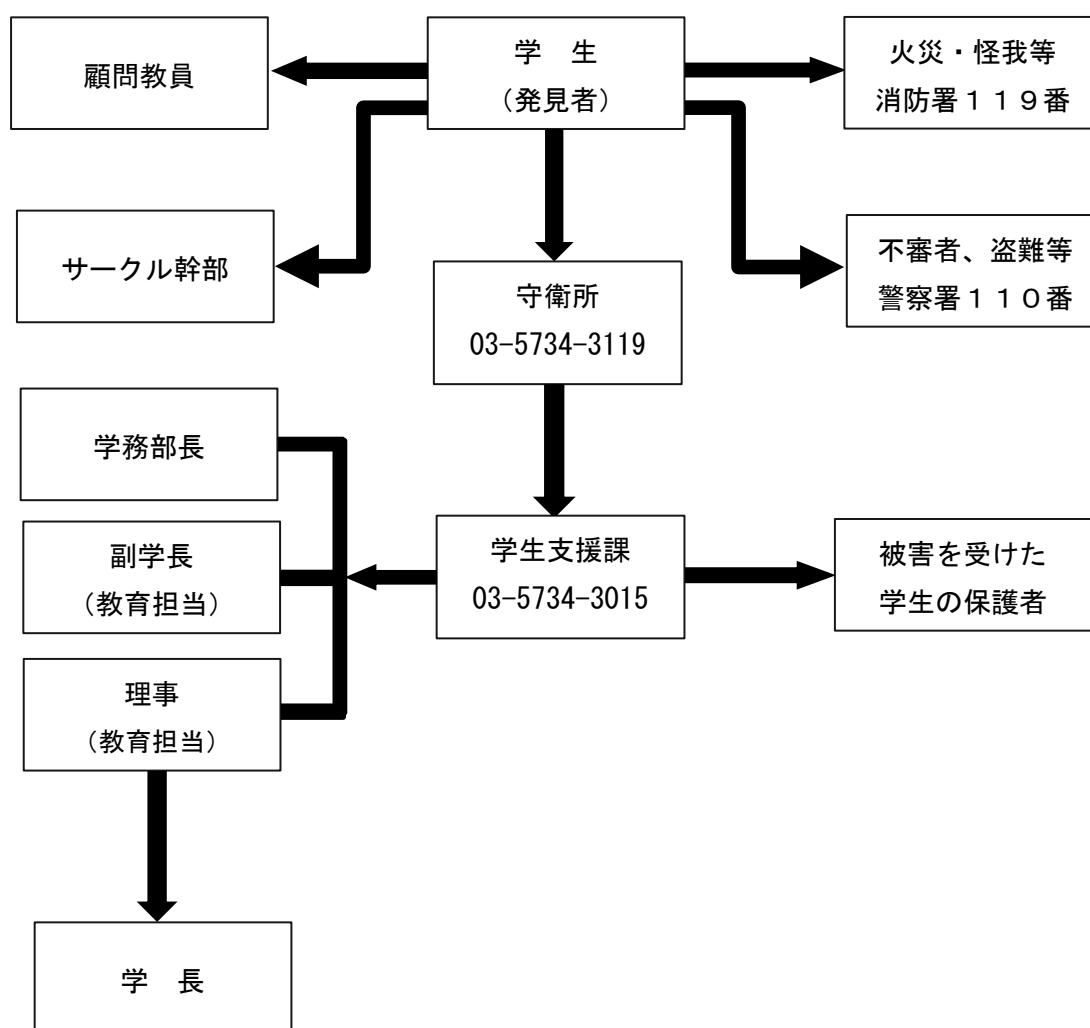 顧問教員
学　生
（発見者）
火災・怪我等
消防署１１９番
サークル幹部
不審者、盗難等
警察署１１０番
守衛所
03-5734-3119
学務部長
副学長
（教育担当）
学生支援課
03-5734-3015
被害を受けた
学生の保護者
理事
（教育担当）
学　長